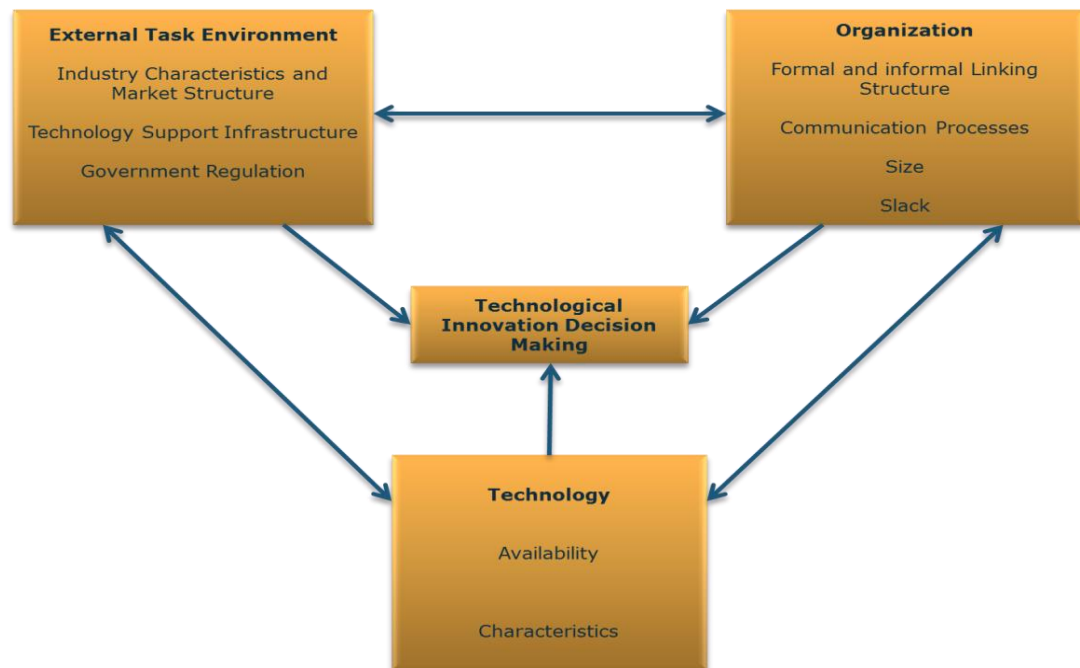 External Task Environment
Industry Characteristics and
Market Structure
Technology Support Infrastructure
Government Regulation
Organization
Formal and informal Linking
Structure
Communication Processes
Size
Slack
Technological
Innovation Decision
Making
Technology
Availability
Characteristics